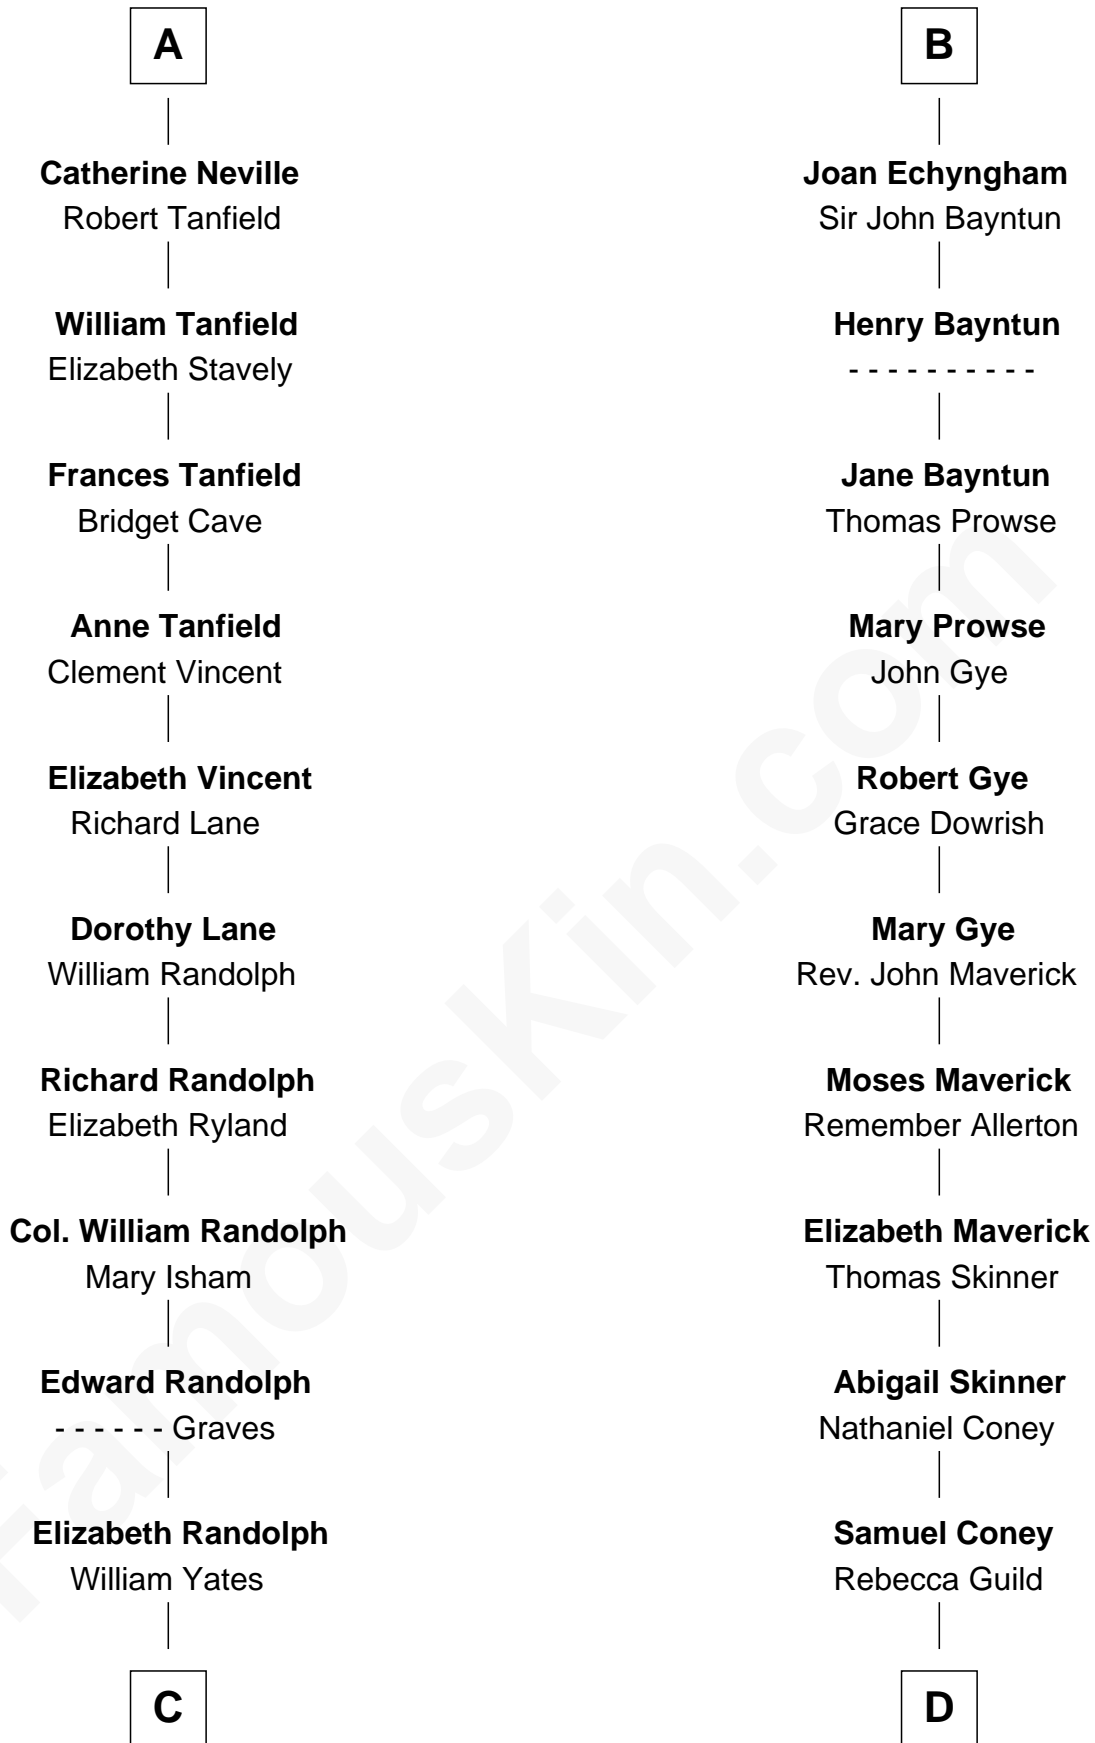 A
Catherine Neville
Robert Tanfield
William Tanfield
Elizabeth Stavely
Frances Tanfield
Bridget Cave
Anne Tanfield
Clement Vincent
Elizabeth Vincent
Richard Lane
Dorothy Lane
William Randolph
Richard Randolph
Elizabeth Ryland
Col. William Randolph
Mary Isham
Edward Randolph
- - - - - - Graves
Elizabeth Randolph
William Yates
C
B
Joan Echyngham
Sir John Bayntun
Henry Bayntun
- - - - - - - - - -
Jane Bayntun
Thomas Prowse
Mary Prowse
John Gye
Robert Gye
Grace Dowrish
Mary Gye
Rev. John Maverick
Moses Maverick
Remember Allerton
Elizabeth Maverick
Thomas Skinner
Abigail Skinner
Nathaniel Coney
Samuel Coney
Rebecca Guild
D
FamousKin.com